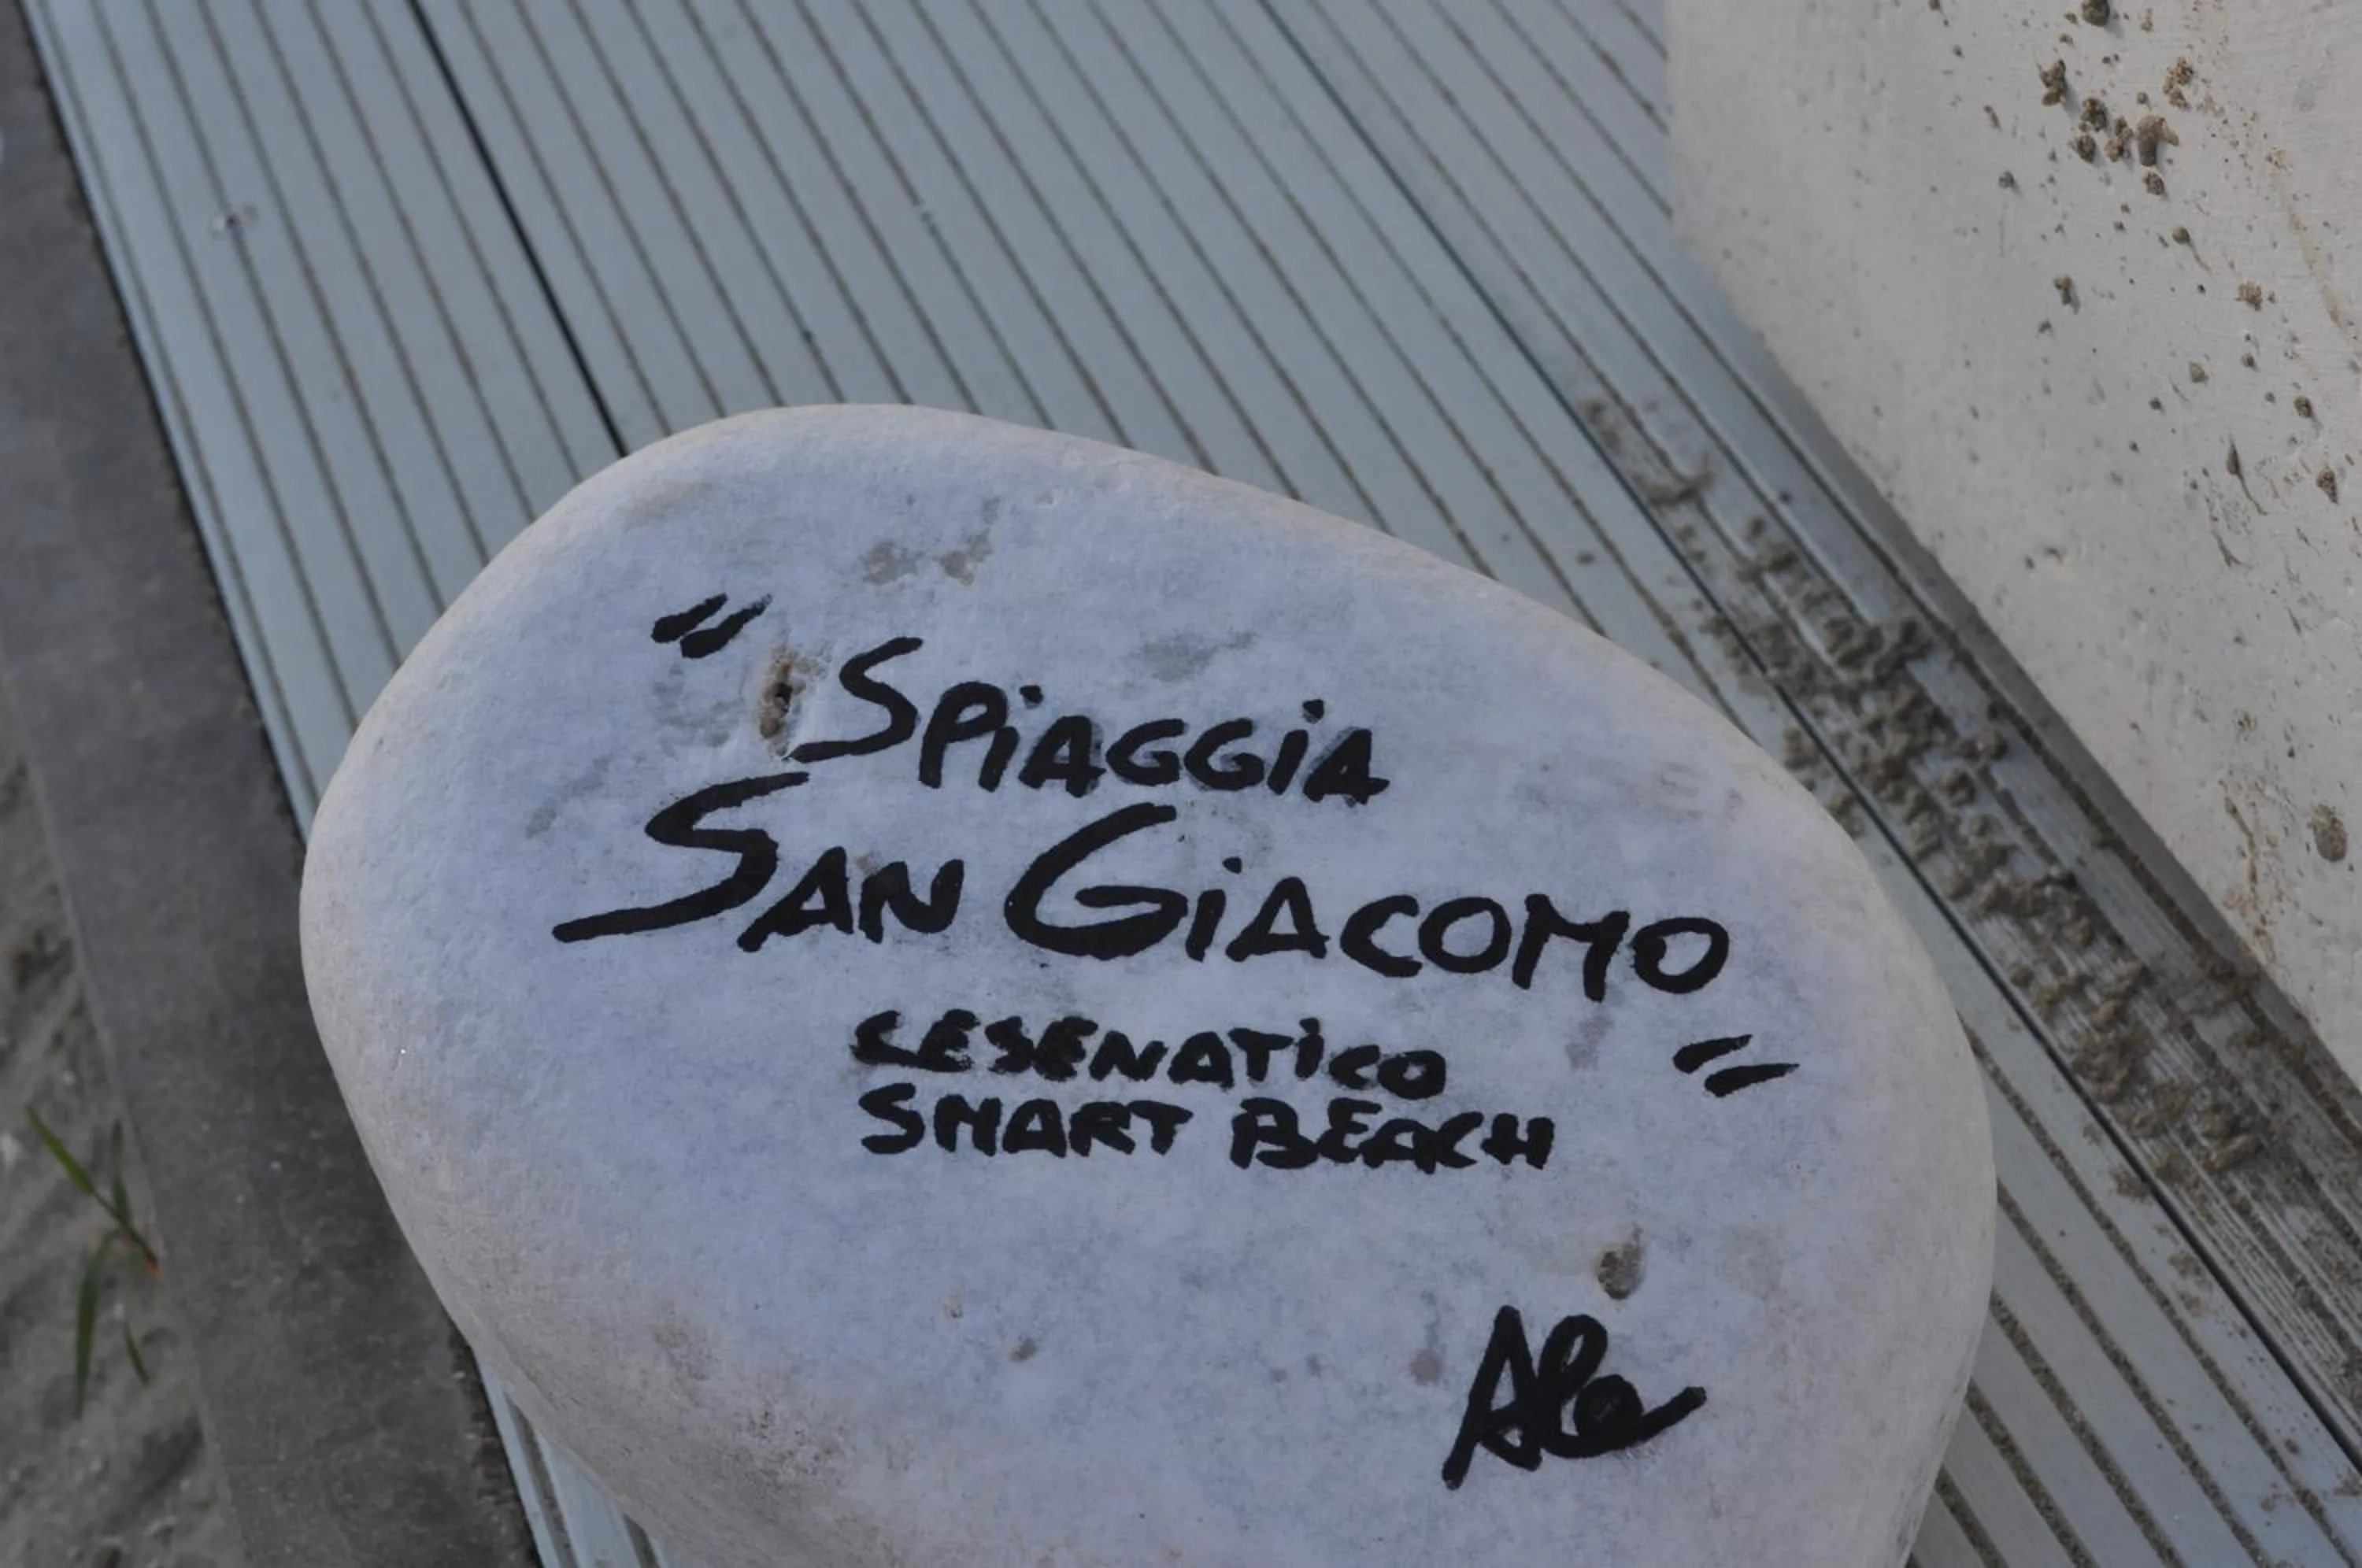 "SPiAGGiA
SAN GiACOMO"
CESENATiCO
SMART BEACH
Ale